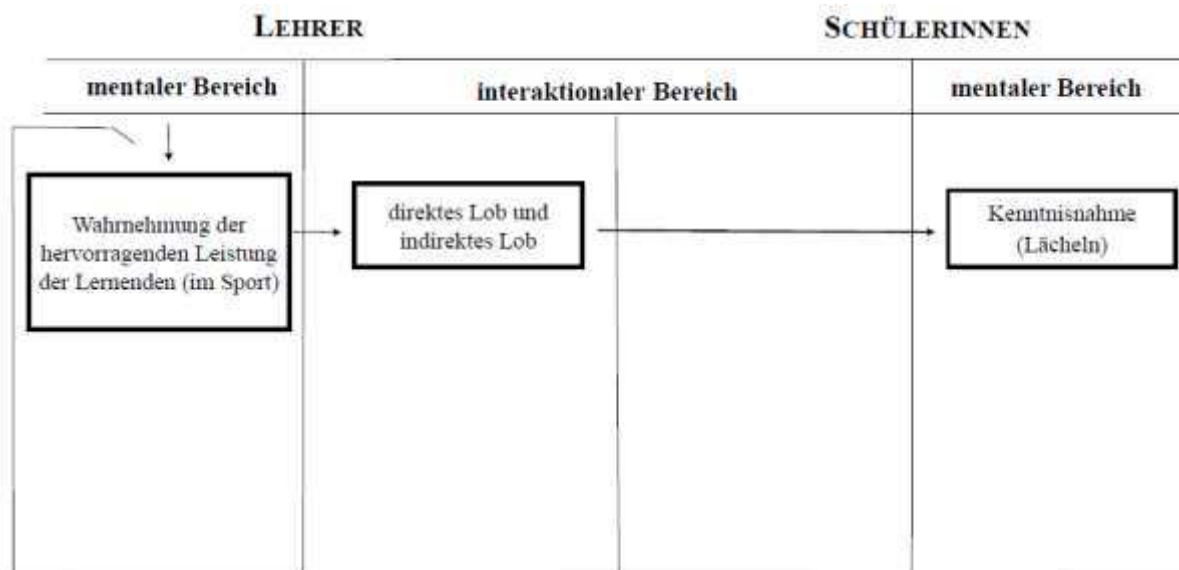 LEHRER
SCHÜLERINNEN
mentaler Bereich
interaktionaler Bereich
mentaler Bereich
Wahrnehmung der
hervorragenden Leistung
der Lernenden (im Sport)
direktes Lob und
indirektes Lob
Kenntnisnahme
(Lächeln)